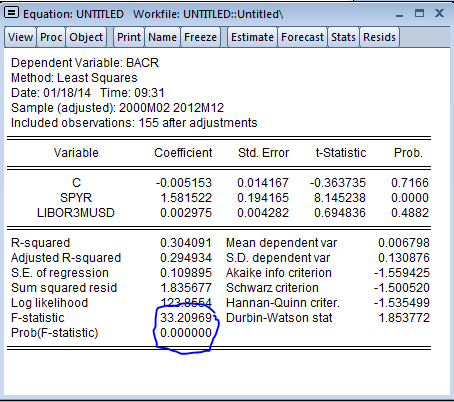 Equation: UNTITLED Workfile: UNTITLED::Untitled\
View Proc Object Print Name Freeze Estimate Forecast Stats Resids
Dependent Variable: BACR
Method: Least Squares
Date: 01/18/14 Time: 09:31
Sample (adjusted): 2000M02 2012M12
Included observations: 155 after adjustments
Variable Coefficient Std. Error t-Statistic Prob.
C -0.005153 0.014167 -0.363735 0.7166
SPYR 1.581522 0.194165 8.145238 0.0000
LIBOR3MUSD 0.002975 0.004282 0.694836 0.4882
R-squared 0.304091 Mean dependent var 0.006798
Adjusted R-squared 0.294934 S.D. dependent var 0.130876
S.E. of regression 0.109895 Akaike info criterion -1.559425
Sum squared resid 1.835677 Schwarz criterion -1.500520
Log likelihood 123.8554 Hannan-Quinn criter. -1.535499
F-statistic 33.20969 Durbin-Watson stat 1.853772
Prob(F-statistic) 0.000000